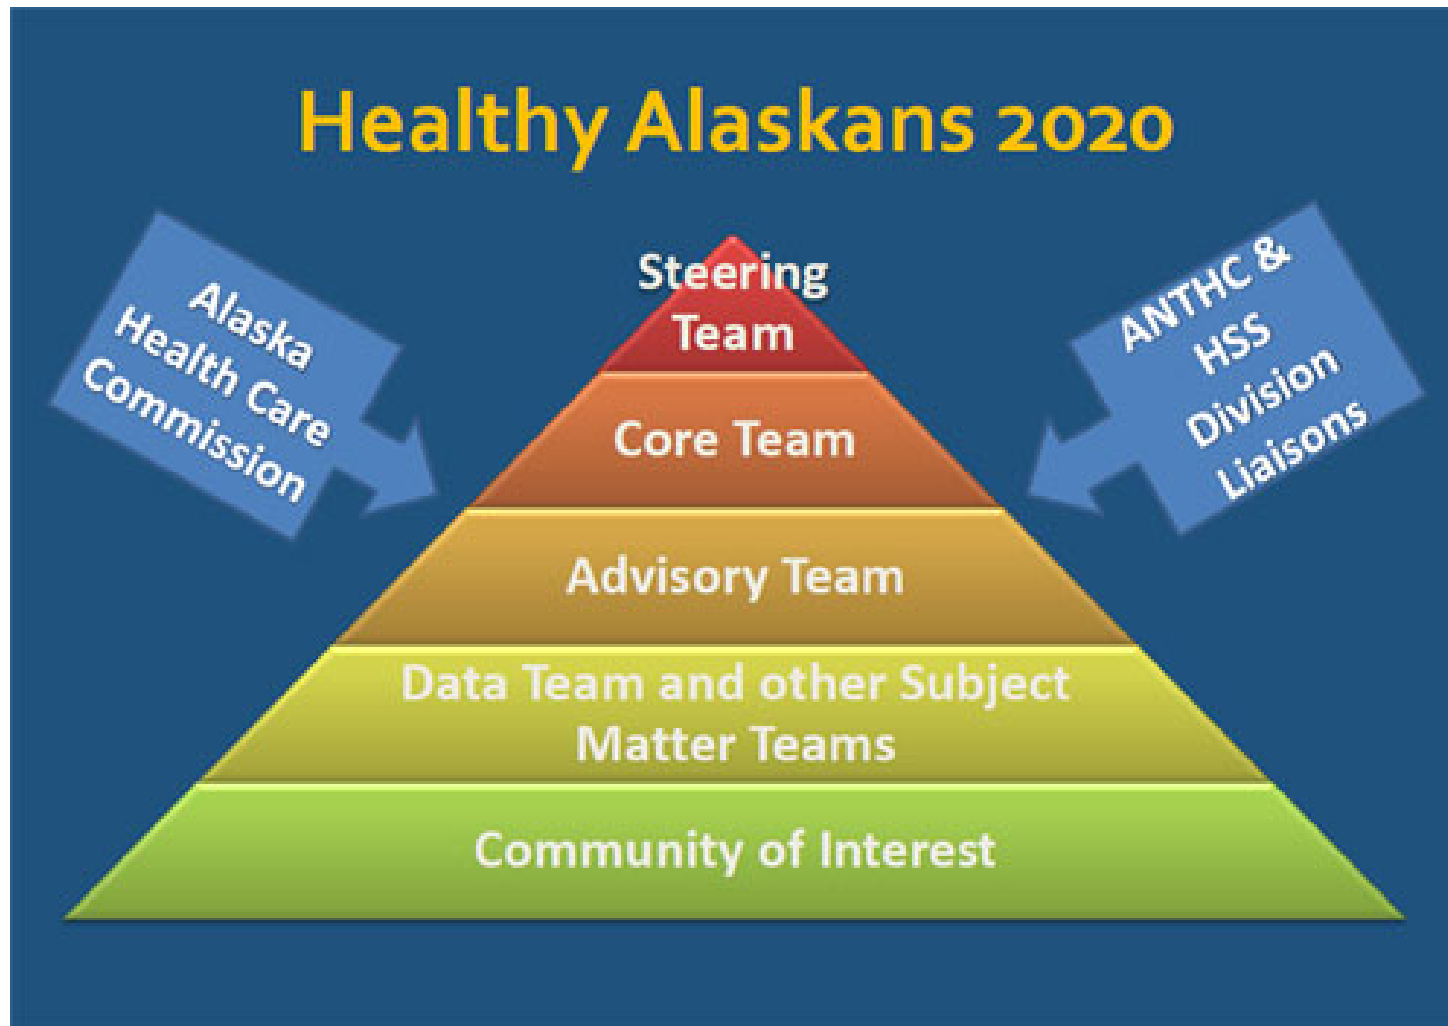 Healthy Alaskans 2020
Alaska
Health Care
Commission
Steering
Team
ANTHC &
HSS
Division
Liaisons
Core Team
Advisory Team
Data Team and other Subject
Matter Teams
Community of Interest